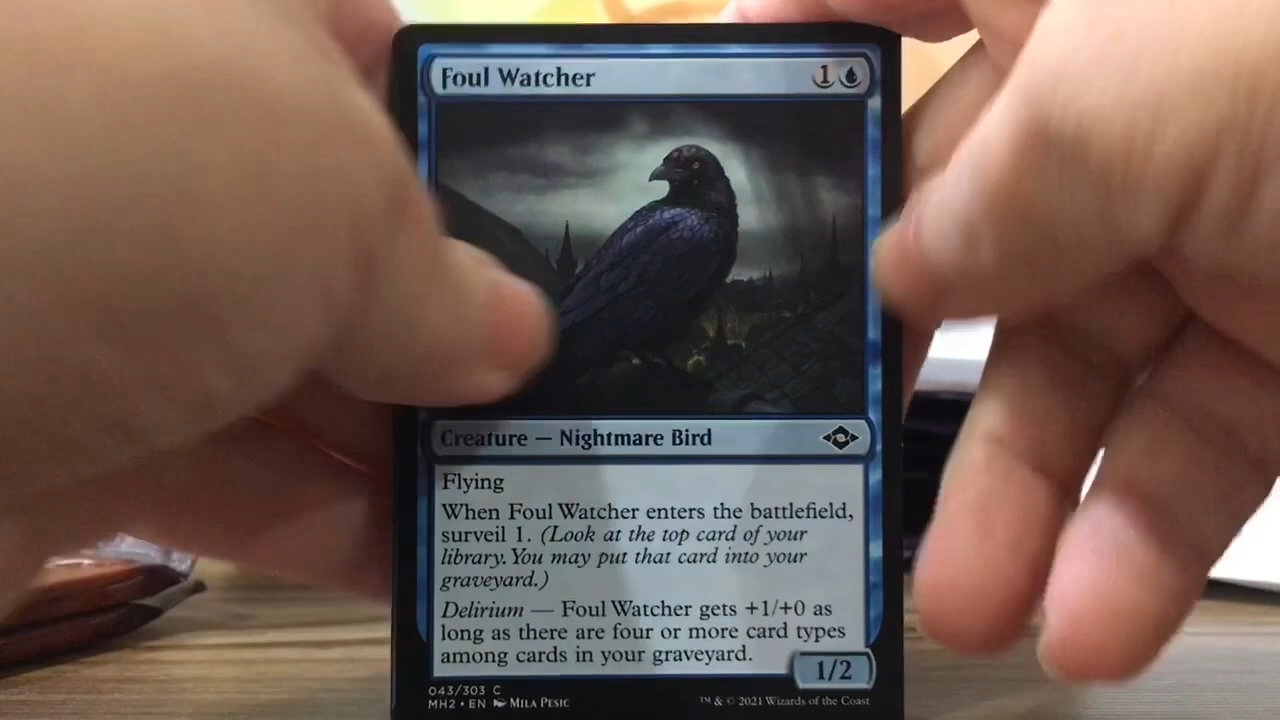 Foul Watcher 1
Creature — Nightmare Bird
Flying
When Foul Watcher enters the battlefield,
surveil 1. (Look at the top card of your
library. You may put that card into your
graveyard.)
Delirium — Foul Watcher gets +1/+0 as
long as there are four or more card types
among cards in your graveyard.
1/2
043/303 C
MH2 • EN MILA PESIC
™ & © 2021 Wizards of the Coast